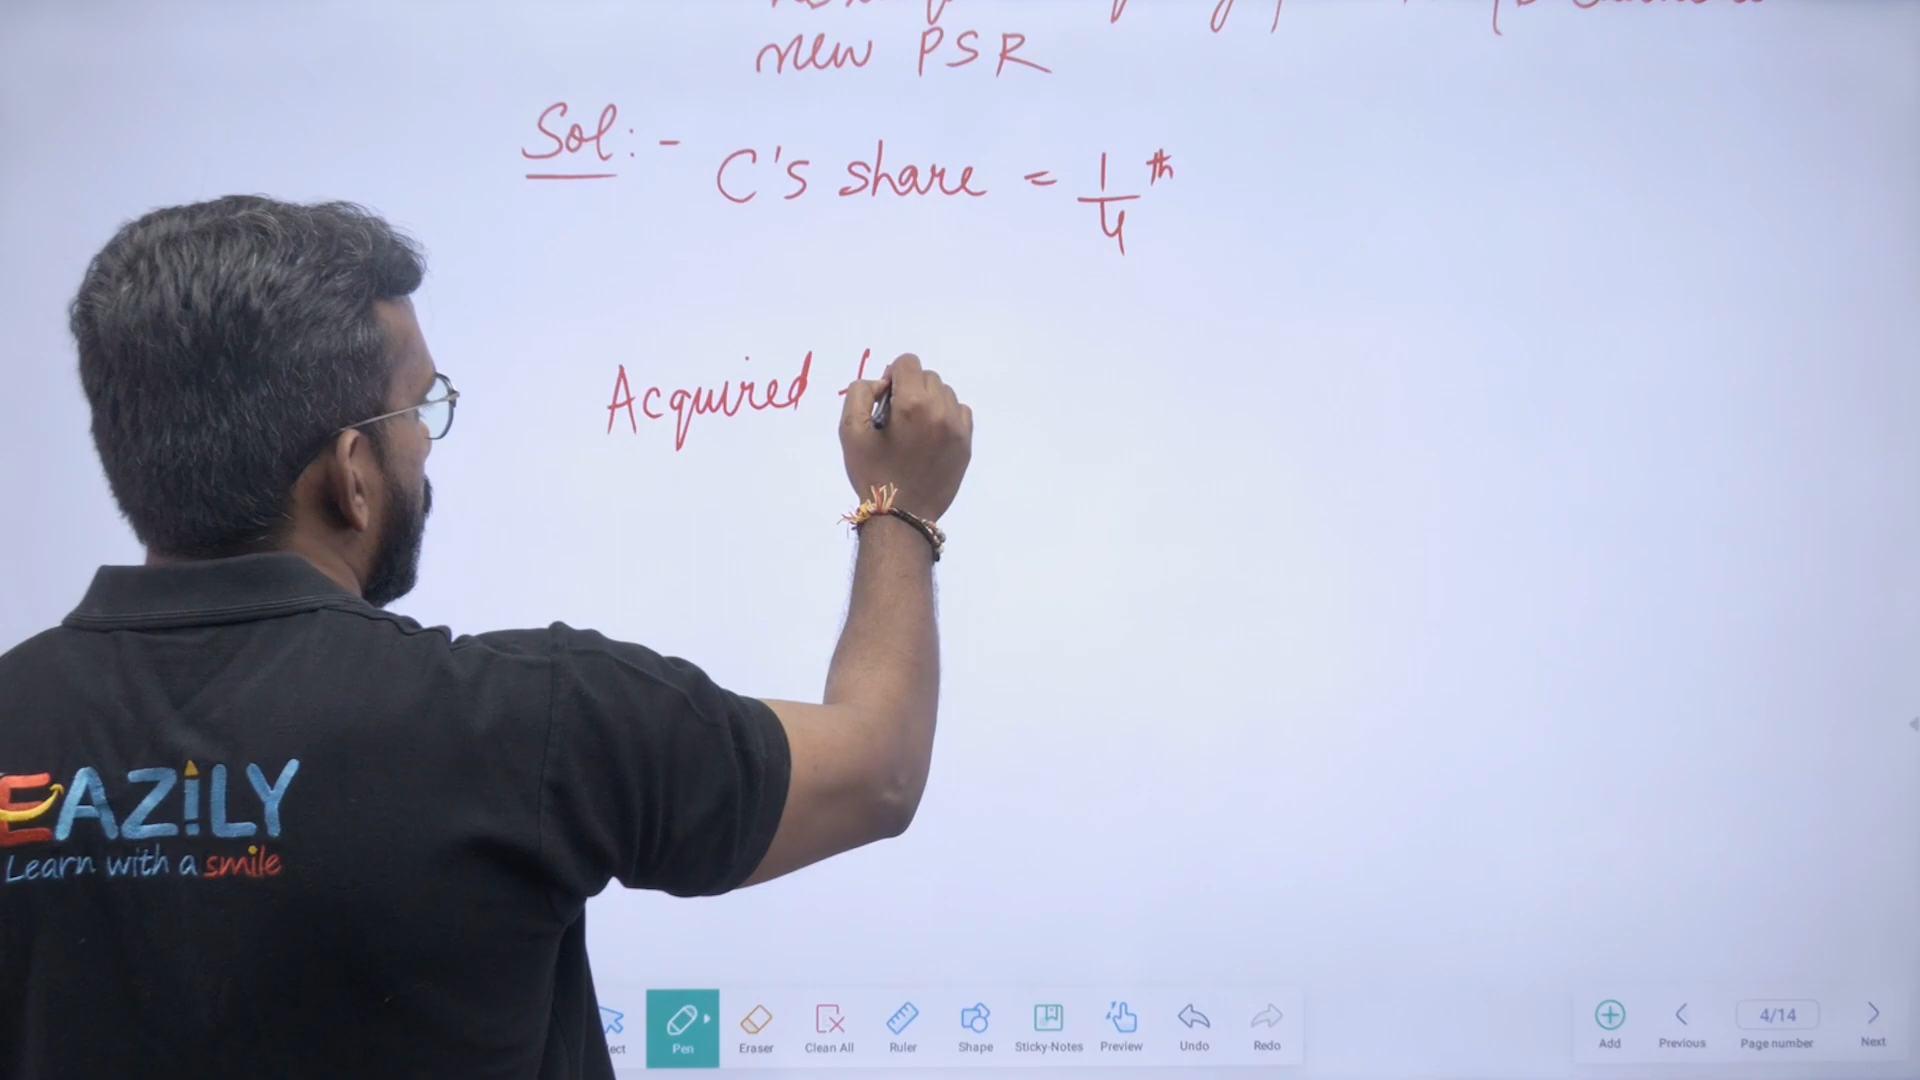 new PSR
Sol:- C's share = 1/4 th
Acquired
EAZiLY
Learn with a smile
Pen
Eraser
Clean All
Ruler
Shape
Sticky-Notes
Preview
Undo
Redo
Add
Previous
4/14
Page number
Next